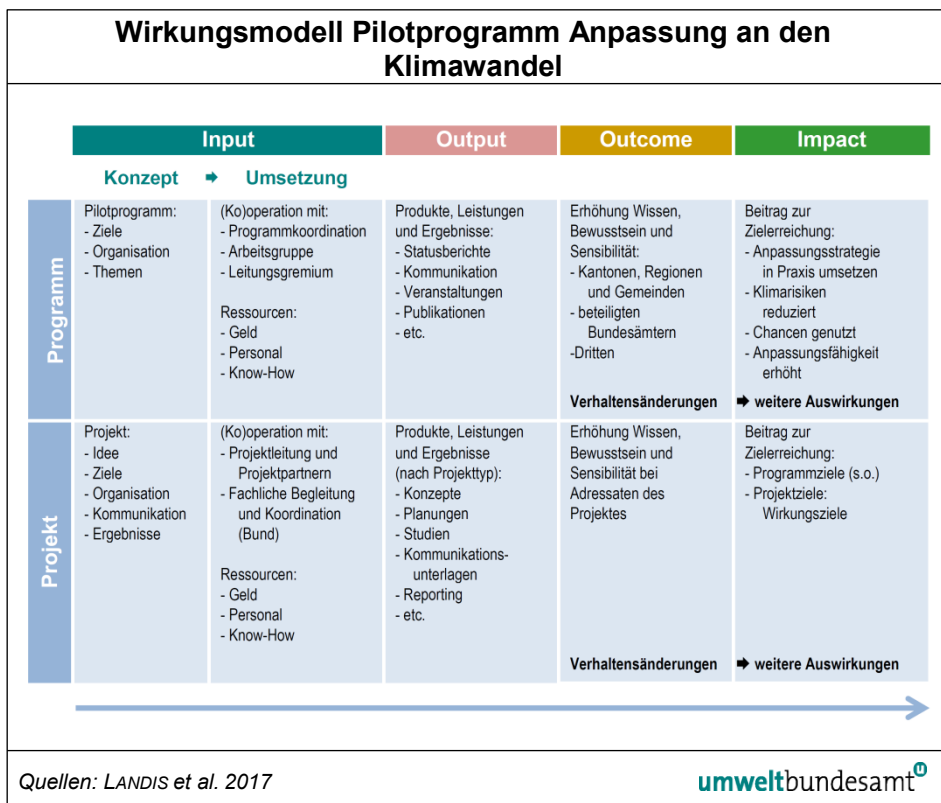 Wirkungsmodell Pilotprogramm Anpassung an den
Klimawandel
Input
Output
Outcome
Impact
Konzept ➡ Umsetzung
Programm
Pilotprogramm:
- Ziele
- Organisation
- Themen
(Ko)operation mit:
- Programmkoordination
- Arbeitsgruppe
- Leitungsgremium
Ressourcen:
- Geld
- Personal
- Know-How
Produkte, Leistungen
und Ergebnisse:
- Statusberichte
- Kommunikation
- Veranstaltungen
- Publikationen
- etc.
Erhöhung Wissen,
Bewusstsein und
Sensibilität:
- Kantonen, Regionen
und Gemeinden
- beteiligten
Bundesämtern
-Dritten
Verhaltensänderungen
Beitrag zur
Zielerreichung:
- Anpassungsstrategie
in Praxis umsetzen
- Klimarisiken
reduziert
- Chancen genutzt
- Anpassungsfähigkeit
erhöht
➡ weitere Auswirkungen
Projekt
Projekt:
- Idee
- Ziele
- Organisation
- Kommunikation
- Ergebnisse
(Ko)operation mit:
- Projektleitung und
Projektpartnern
- Fachliche Begleitung
und Koordination
(Bund)
Ressourcen:
- Geld
- Personal
- Know-How
Produkte, Leistungen
und Ergebnisse
(nach Projekttyp):
- Konzepte
- Planungen
- Studien
- Kommunikations-
unterlagen
- Reporting
- etc.
Erhöhung Wissen,
Bewusstsein und
Sensibilität bei
Adressaten des
Projektes
Verhaltensänderungen
Beitrag zur
Zielerreichung:
- Programmziele (s.o.)
- Projektziele:
Wirkungsziele
➡ weitere Auswirkungen
Quellen: LANDIS et al. 2017
umweltbundesamt